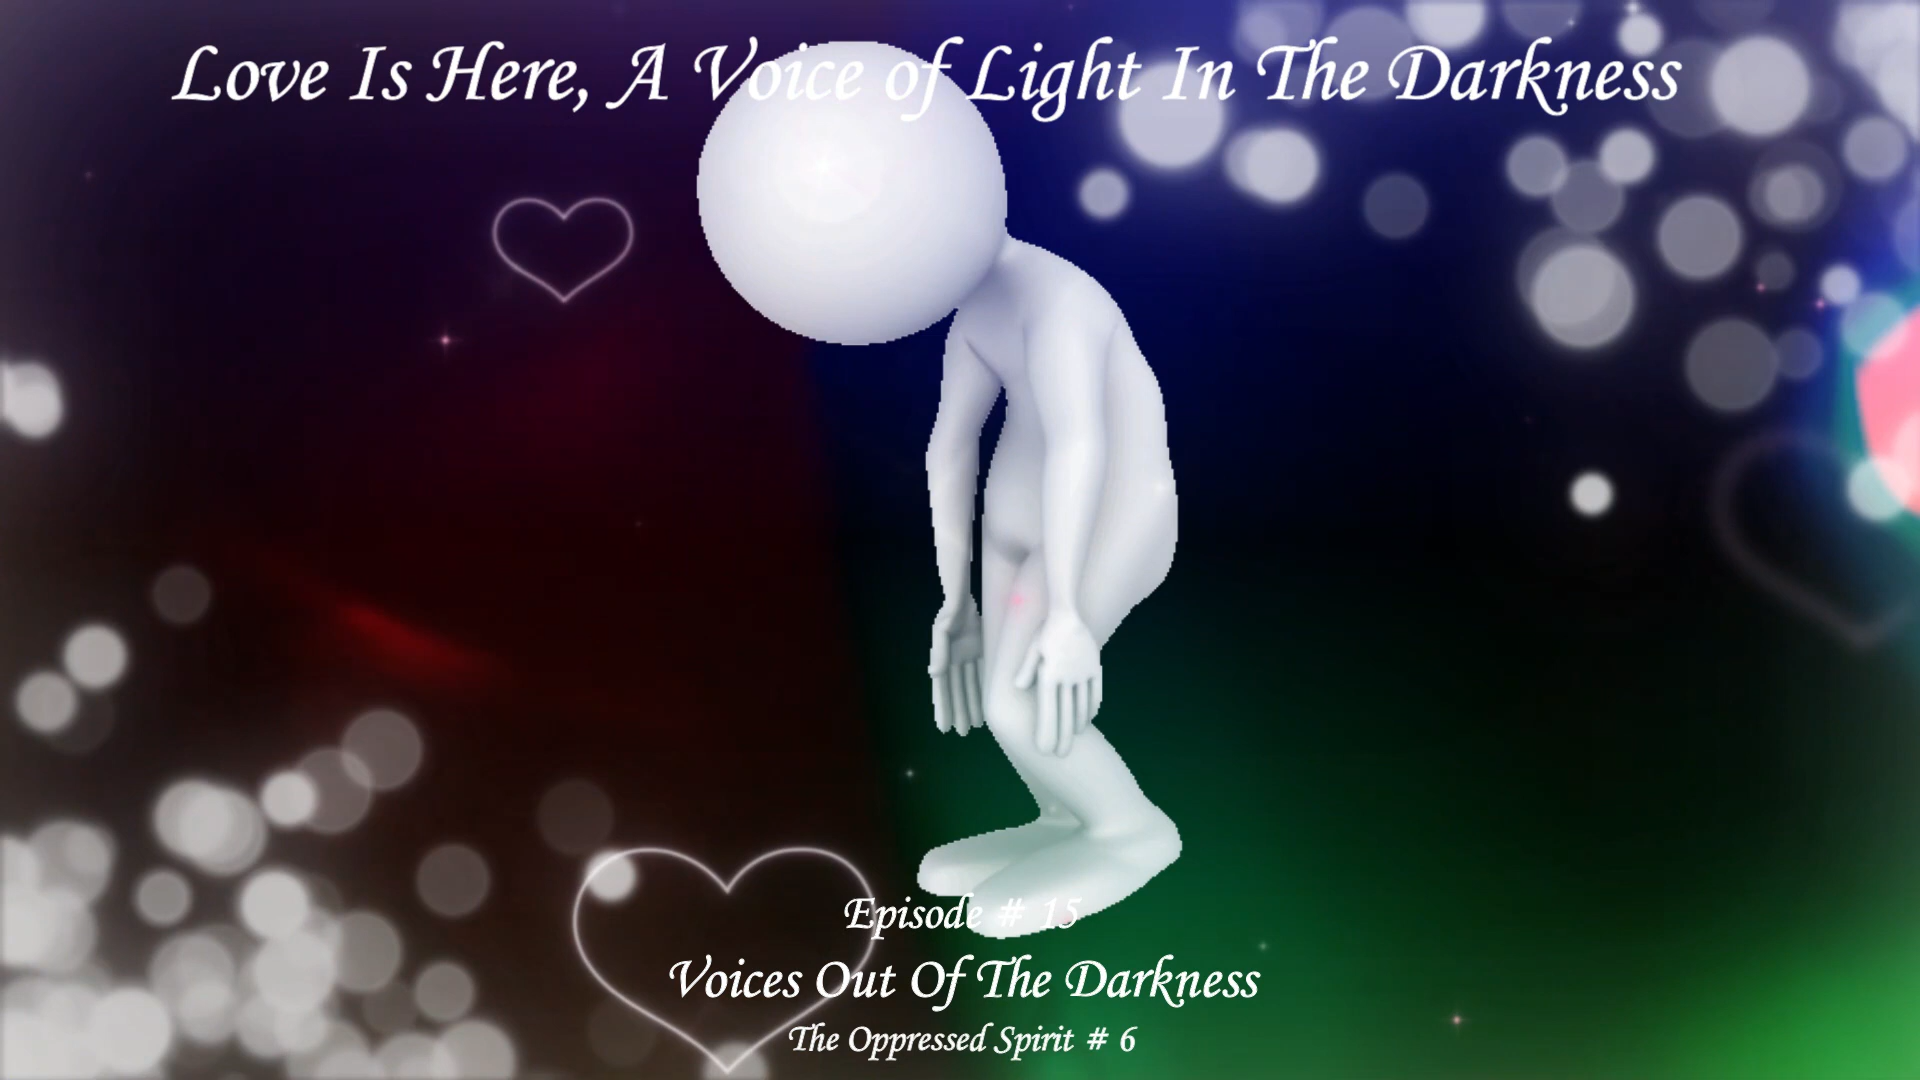 Love Is Here, A Voice of Light In The Darkness
Episode # 15
Voices Out Of The Darkness
The Oppressed Spirit # 6